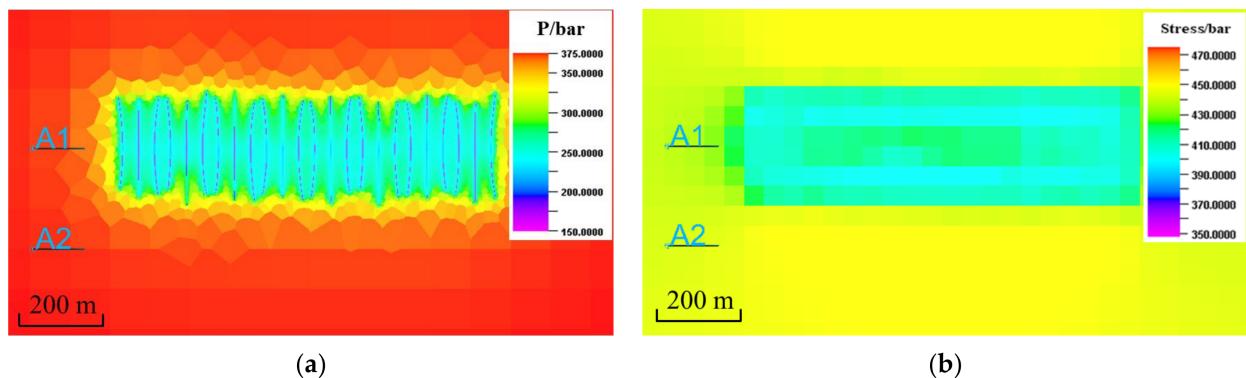 P/bar
375.0000
350.0000
300.0000
250.0000
200.0000
150.0000
A1
A2
200 m
(a)
Stress/bar
470.0000
450.0000
430.0000
410.0000
390.0000
370.0000
350.0000
A1
A2
200 m
(b)